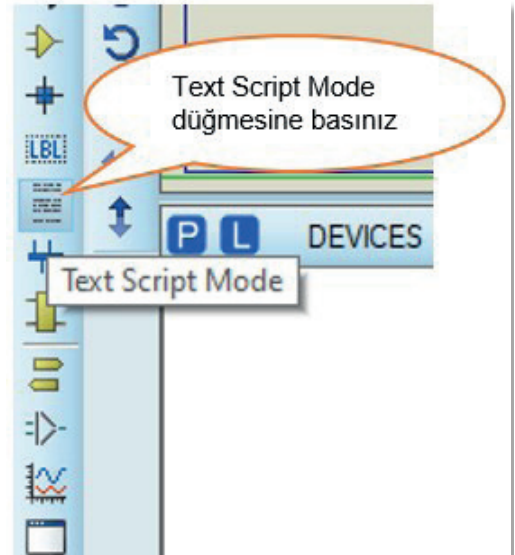 Text Script Mode
düğmesine basınız
LBL
P L DEVICES
Text Script Mode